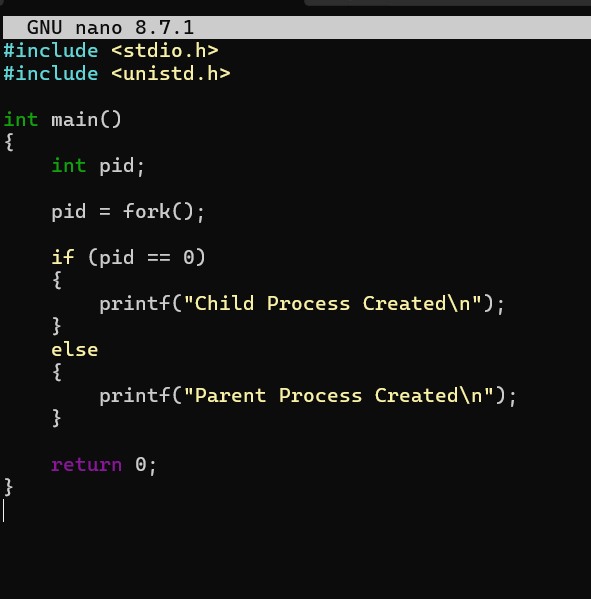 GNU nano 8.7.1
#include <stdio.h>
#include <unistd.h>
int main()
{
    int pid;
    pid = fork();
    if (pid == 0)
    {
        printf("Child Process Created\n");
    }
    else
    {
        printf("Parent Process Created\n");
    }
    return 0;
}